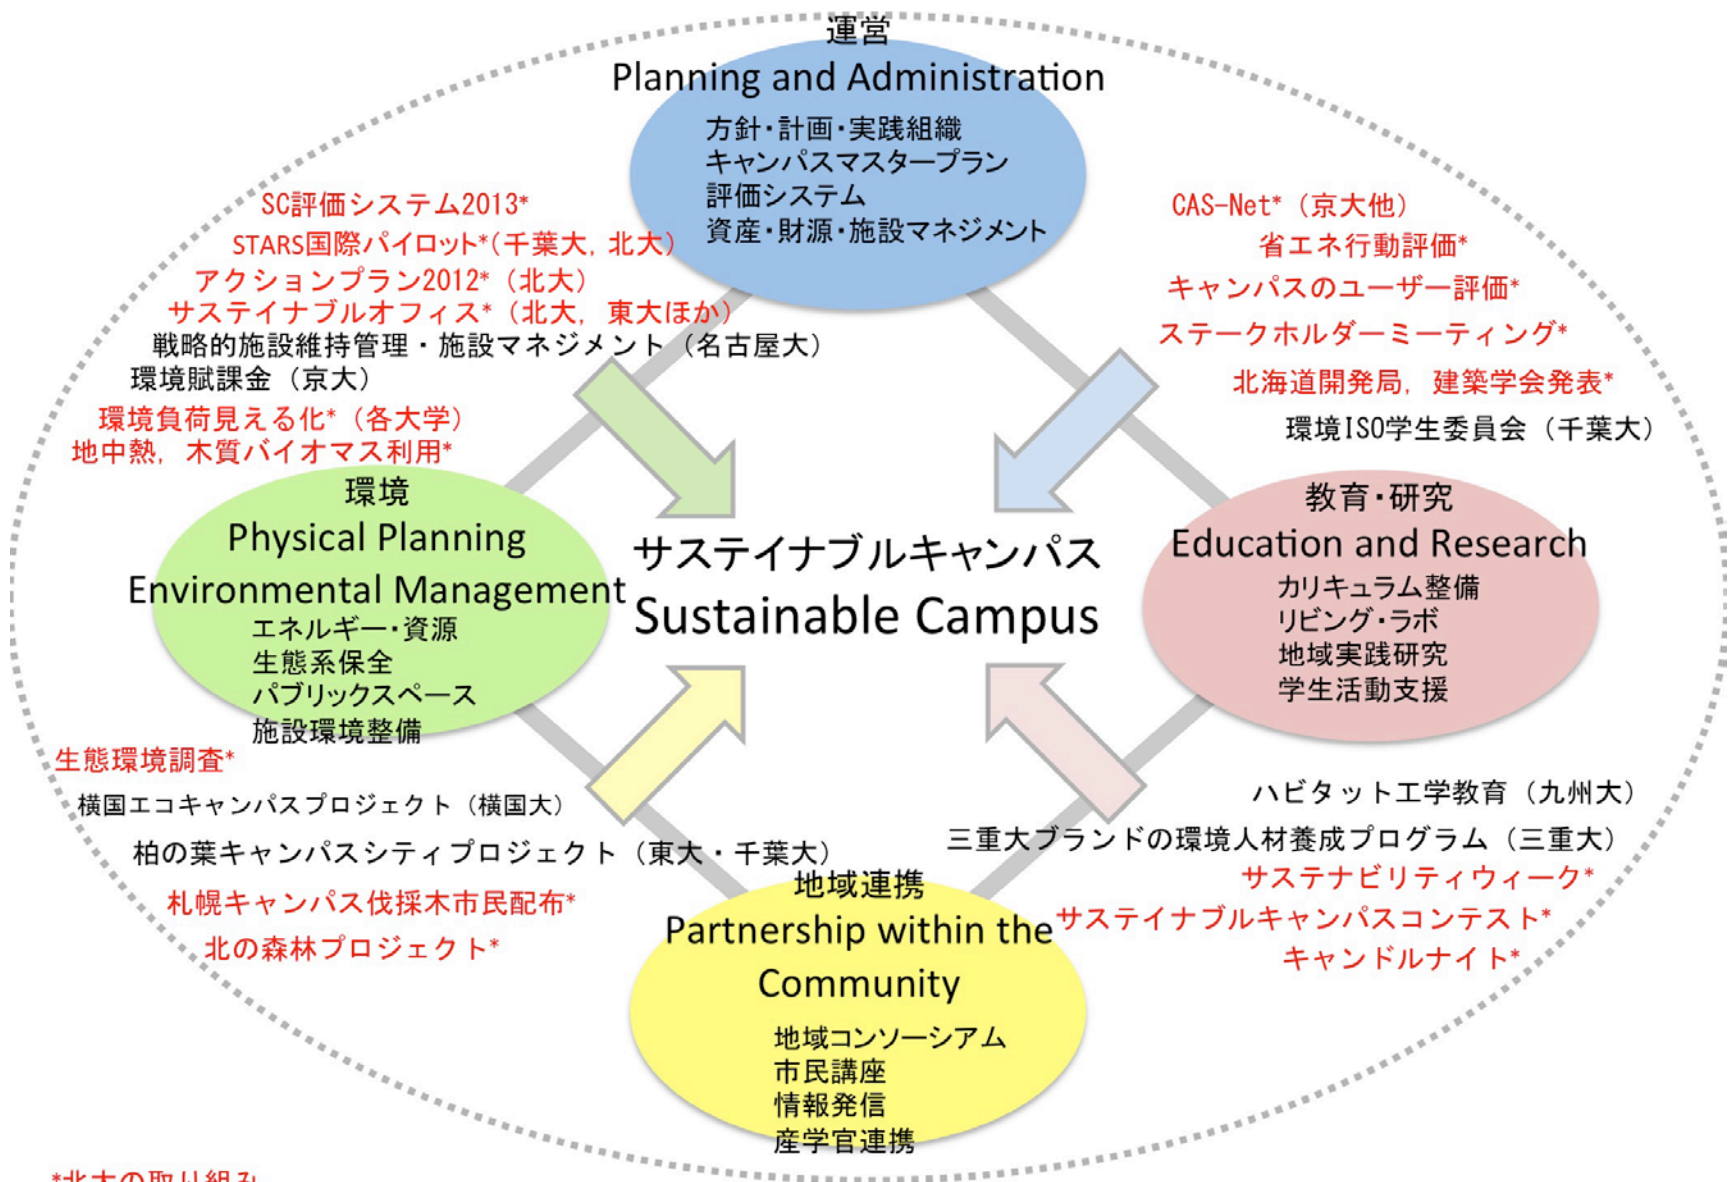 運営
Planning and Administration
方針・計画・実践組織
キャンパスマスタープラン
評価システム
資産・財源・施設マネジメント
SC評価システム2013*
STARS国際パイロット*(千葉大, 北大)
アクションプラン2012*（北大）
サステイナブルオフィス*（北大, 東大ほか）
戦略的施設維持管理・施設マネジメント（名古屋大）
環境賦課金（京大）
環境負荷見える化*（各大学）
地中熱, 木質バイオマス利用*
CAS-Net*（京大他）
省エネ行動評価*
キャンパスのユーザー評価*
ステークホルダーミーティング*
北海道開発局, 建築学会発表*
環境ISO学生委員会（千葉大）
環境
Physical Planning
Environmental Management
エネルギー・資源
生態系保全
パブリックスペース
施設環境整備
サステイナブルキャンパス
Sustainable Campus
教育・研究
Education and Research
カリキュラム整備
リビング・ラボ
地域実践研究
学生活動支援
生態環境調査*
横国エコキャンパスプロジェクト（横国大）
柏の葉キャンパスシティプロジェクト（東大・千葉大）
札幌キャンパス伐採木市民配布*
北の森林プロジェクト*
ハビタット工学教育（九州大）
三重大ブランドの環境人材養成プログラム（三重大）
サステナビリティウィーク*
サステイナブルキャンパスコンテスト*
キャンドルナイト*
地域連携
Partnership within the
Community
地域コンソーシアム
市民講座
情報発信
産学官連携
*北大の取り組み